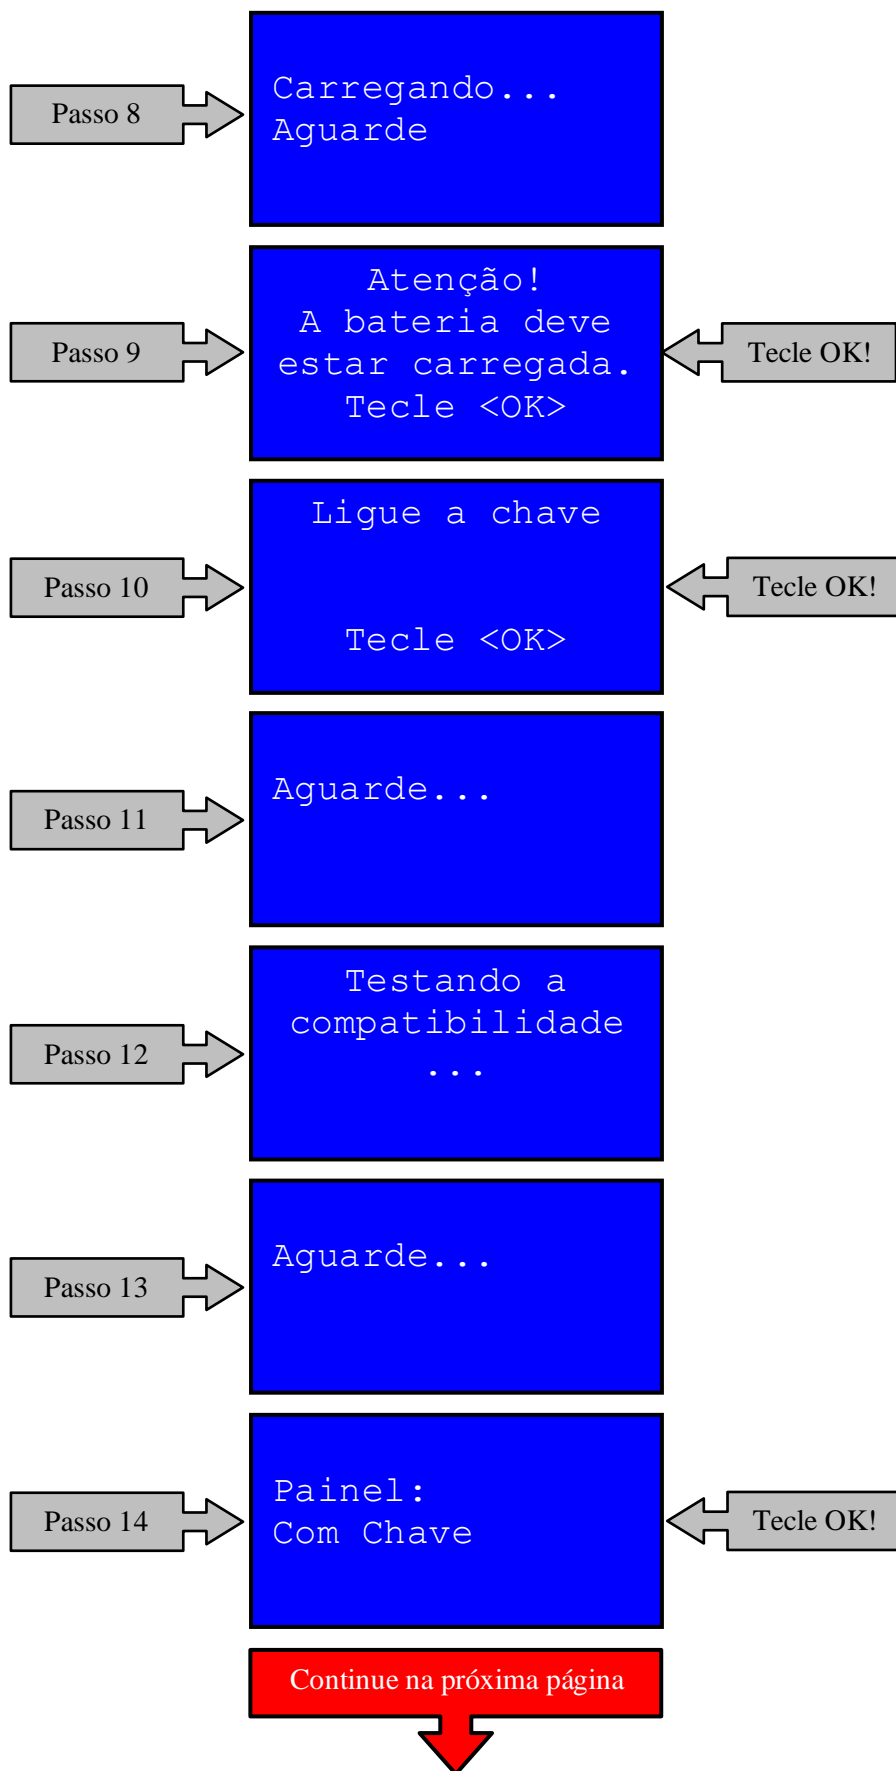 Passo 8
Carregando...
Aguarde
Passo 9
Atenção!
A bateria deve
estar carregada.
Tecle <OK>
Tecle OK!
Passo 10
Ligue a chave
Tecle <OK>
Tecle OK!
Passo 11
Aguarde...
Passo 12
Testando a
compatibilidade
...
Passo 13
Aguarde...
Passo 14
Painel:
Com Chave
Tecle OK!
Continue na próxima página